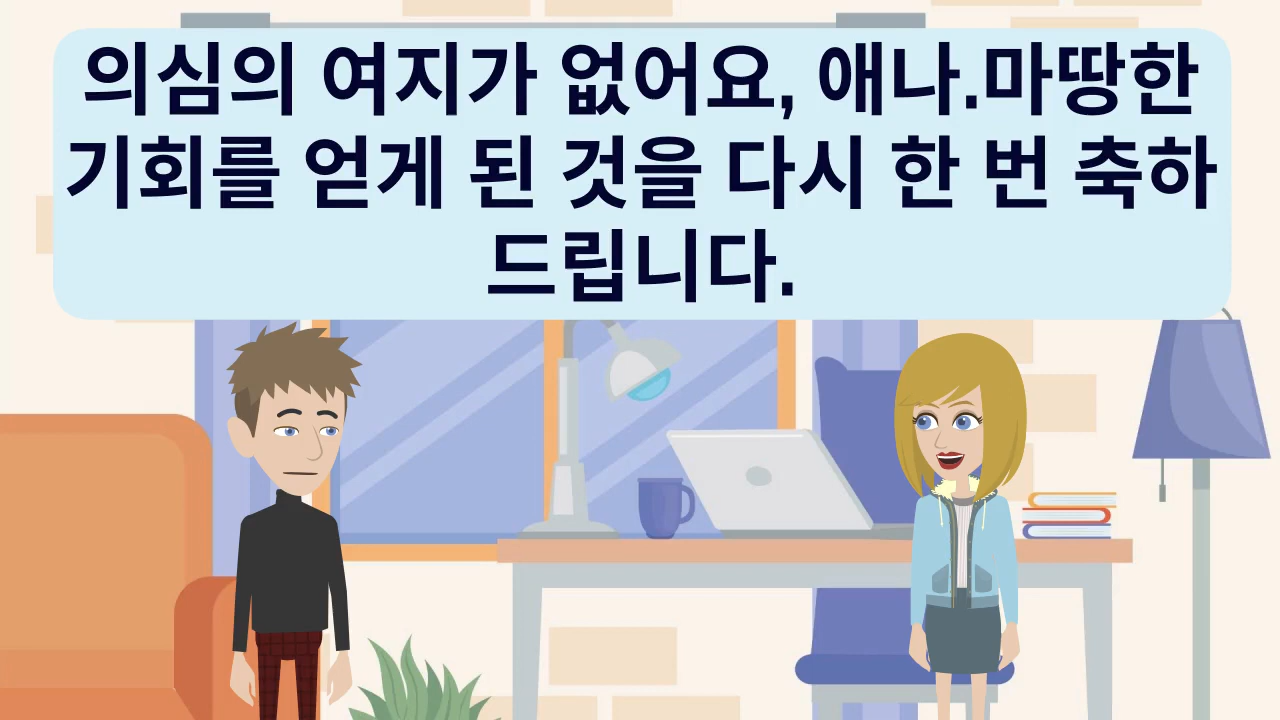 의심의 여지가 없어요, 애나.마땅한
기회를 얻게 된 것을 다시 한 번 축하
드립니다.